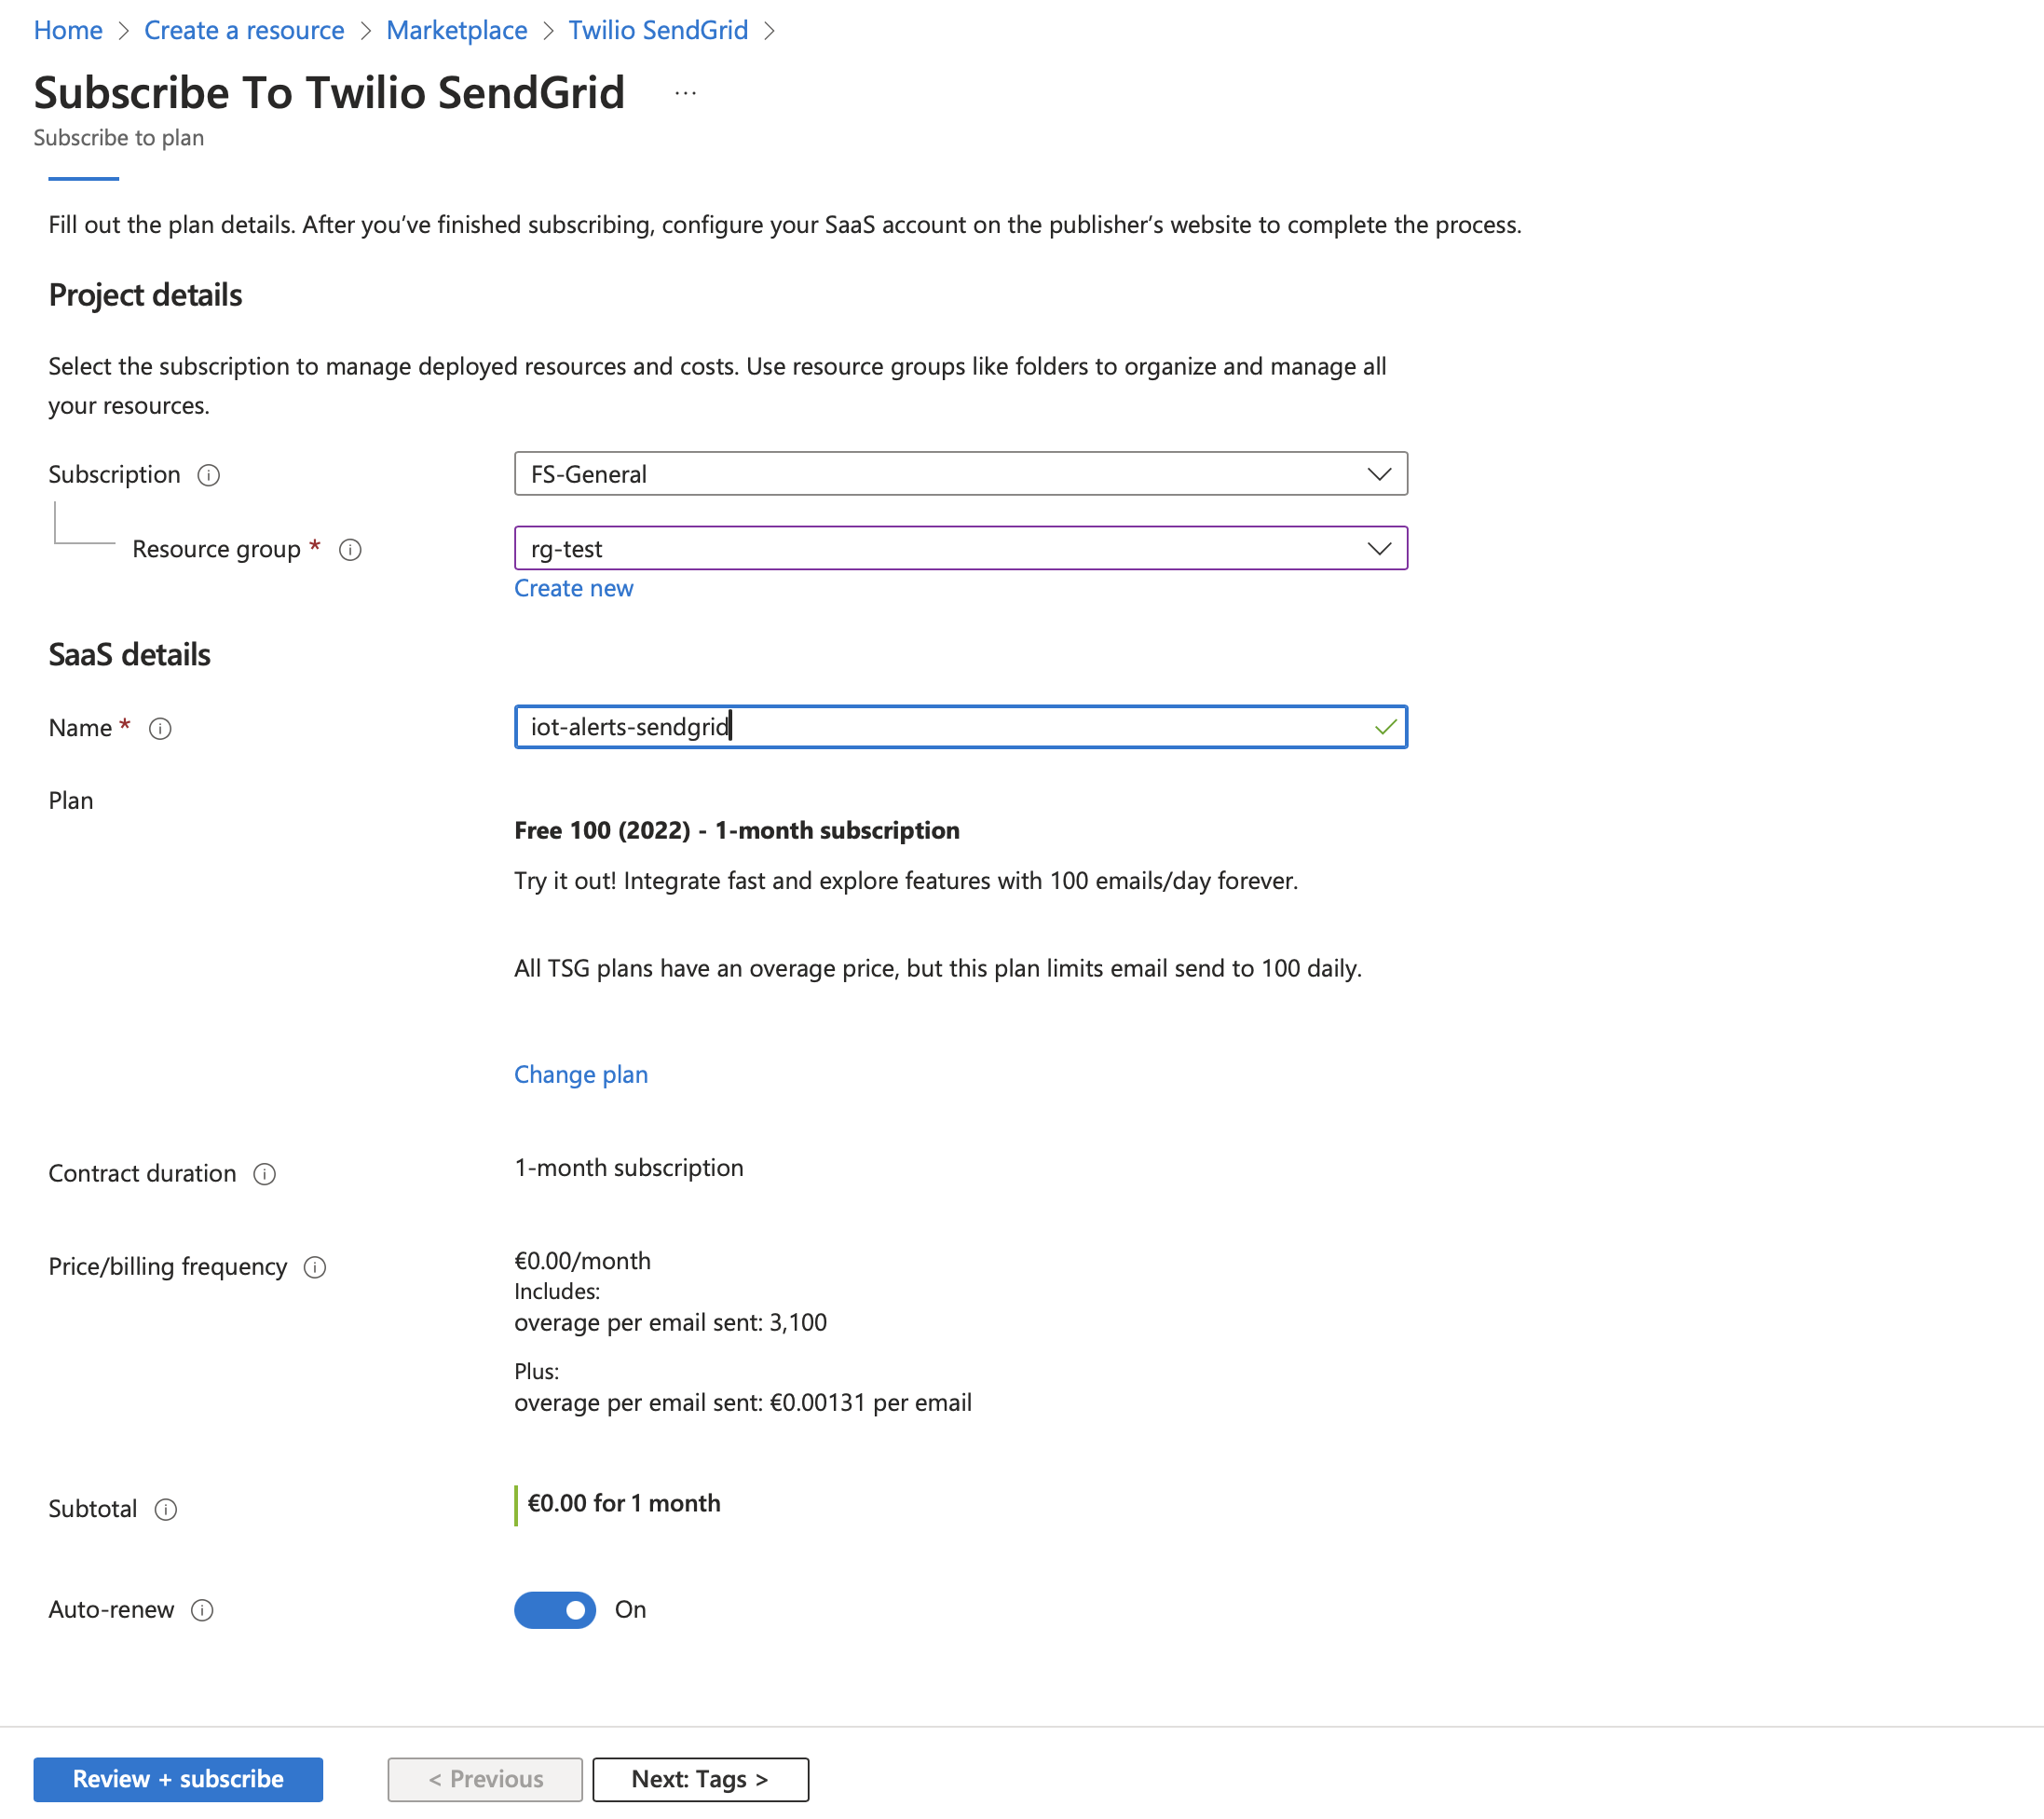 Home > Create a resource > Marketplace > Twilio SendGrid >
Subscribe To Twilio SendGrid ...
Subscribe to plan
Fill out the plan details. After you’ve finished subscribing, configure your SaaS account on the publisher’s website to complete the process.
Project details
Select the subscription to manage deployed resources and costs. Use resource groups like folders to organize and manage all
your resources.
Subscription FS-General
Resource group * rg-test
Create new
SaaS details
Name * iot-alerts-sendgrid
Plan
Free 100 (2022) - 1-month subscription
Try it out! Integrate fast and explore features with 100 emails/day forever.
All TSG plans have an overage price, but this plan limits email send to 100 daily.
Change plan
Contract duration 1-month subscription
Price/billing frequency €0.00/month
Includes:
overage per email sent: 3,100
Plus:
overage per email sent: €0.00131 per email
Subtotal €0.00 for 1 month
Auto-renew On
Review + subscribe < Previous Next: Tags >